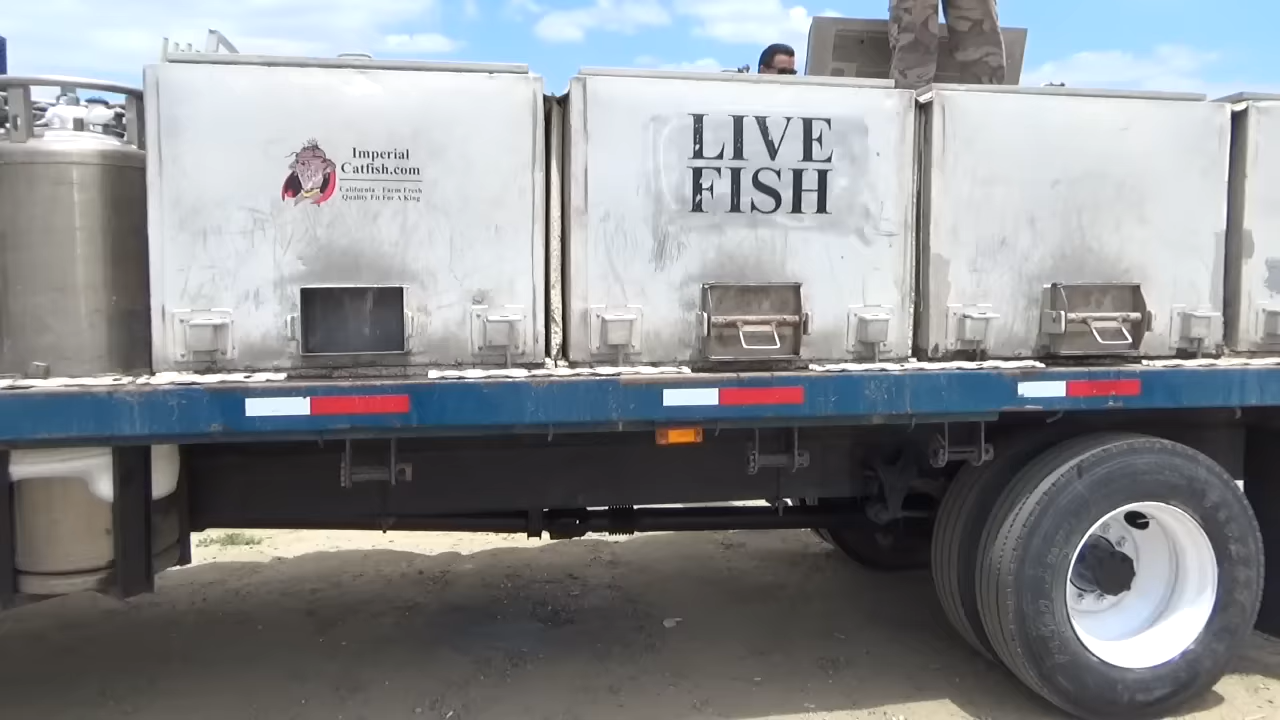 Imperial
Catfish.com
California - Farm Fresh
Quality Fit For A King
LIVE
FISH